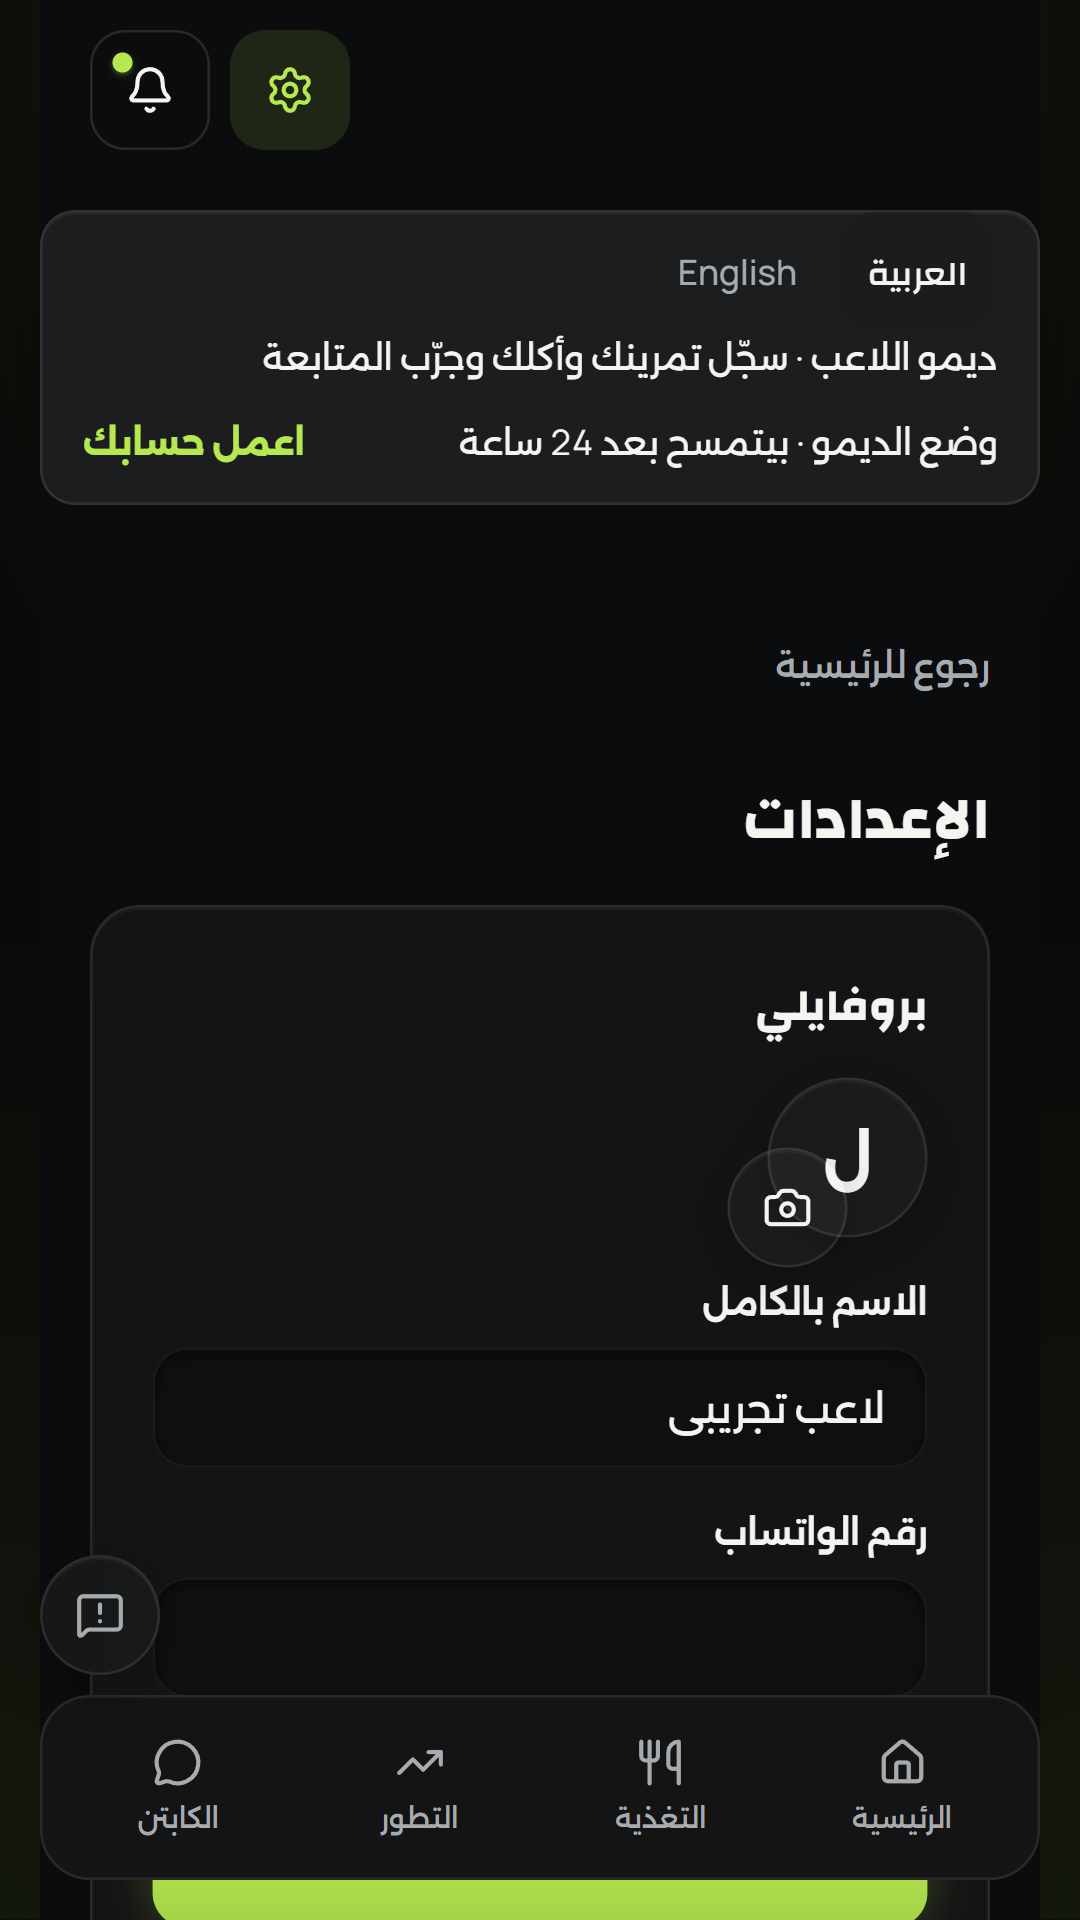 العربية English
ديمو اللاعب · سجّل تمرينك وأكلك وجرّب المتابعة
وضع الديمو · بيتمسح بعد 24 ساعة
اعمل حسابك
رجوع للرئيسية
الإعدادات
بروفايلي
ل
الاسم بالكامل
لاعب تجريبي
رقم الواتساب
الرئيسية
التغذية
التطور
الكابتن